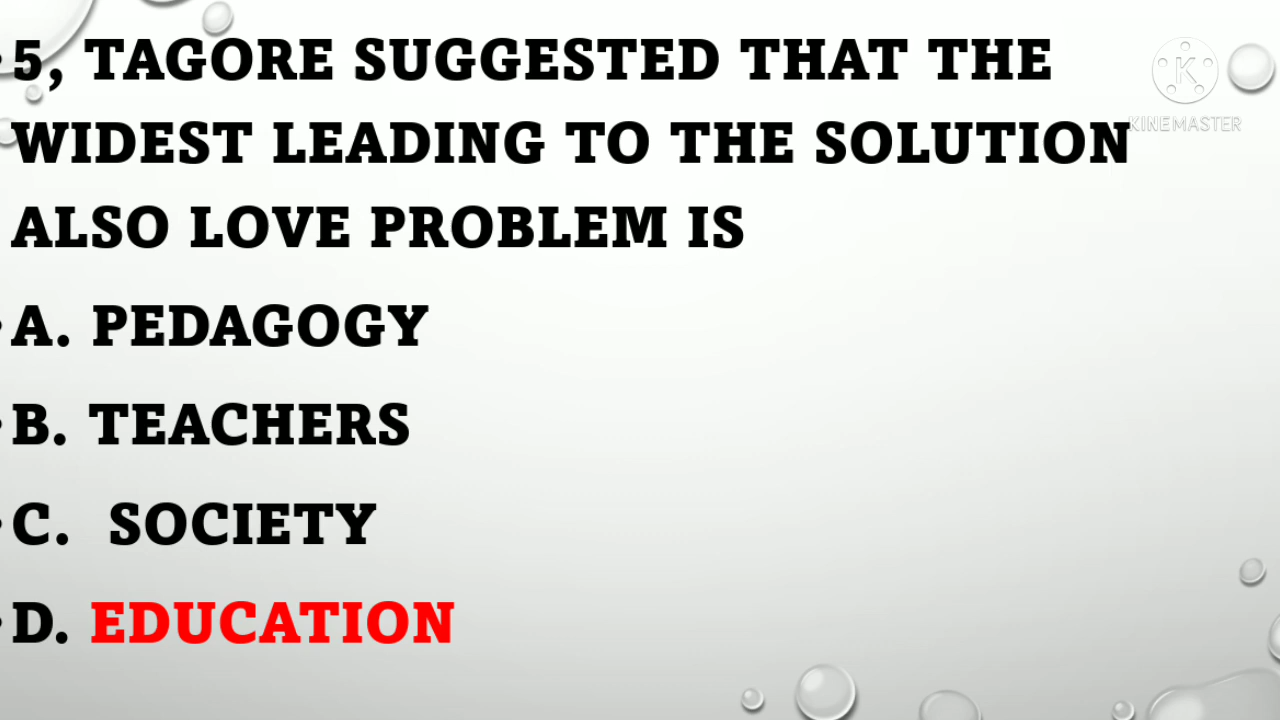 •5, TAGORE SUGGESTED THAT THE
WIDEST LEADING TO THE SOLUTION
ALSO LOVE PROBLEM IS
•A. PEDAGOGY
•B. TEACHERS
•C. SOCIETY
•D. EDUCATION
K
KINEMASTER